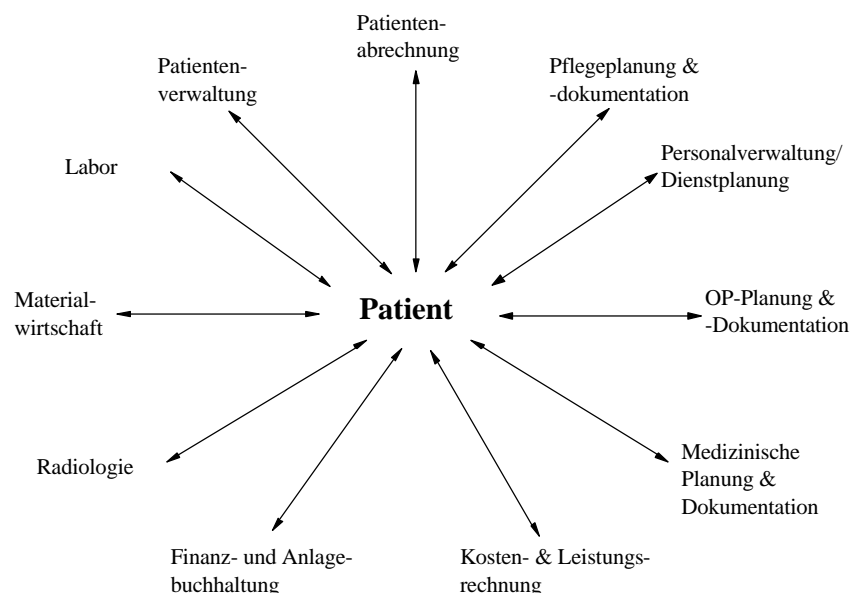 Patienten-
abrechnung
Patienten-
verwaltung
Pflegeplanung &
-dokumentation
Labor
Personalverwaltung/
Dienstplanung
Material-
wirtschaft
Patient
OP-Planung &
-Dokumentation
Radiologie
Medizinische
Planung &
Dokumentation
Finanz- und Anlage-
buchhaltung
Kosten- & Leistungs-
rechnung